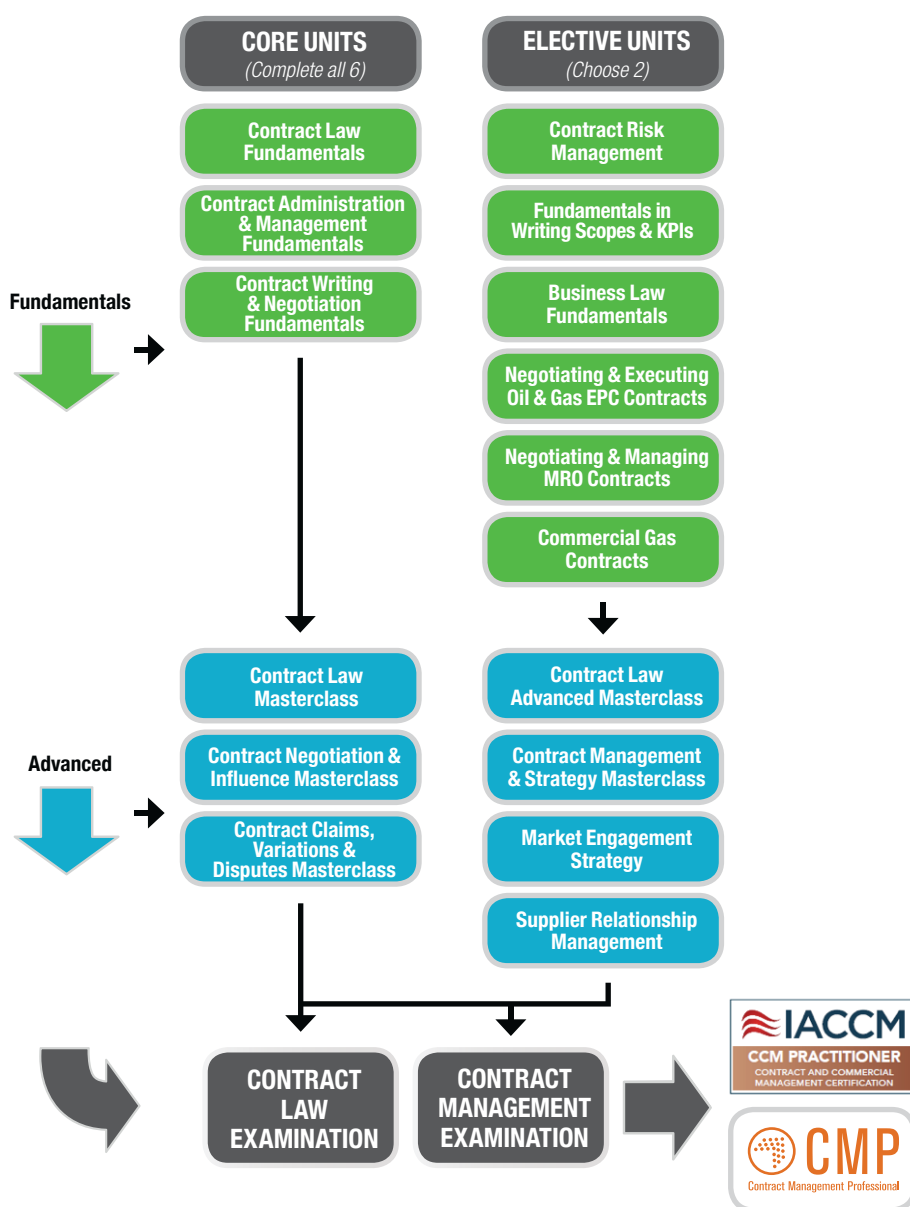 CORE UNITS
(Complete all 6)
ELECTIVE UNITS
(Choose 2)
Contract Law
Fundamentals
Contract Administration
& Management
Fundamentals
Contract Writing
& Negotiation
Fundamentals
Contract Risk
Management
Fundamentals in
Writing Scopes & KPIs
Business Law
Fundamentals
Negotiating & Executing
Oil & Gas EPC Contracts
Negotiating & Managing
MRO Contracts
Commercial Gas
Contracts
Fundamentals
Contract Law
Masterclass
Contract Negotiation &
Influence Masterclass
Contract Claims,
Variations &
Disputes Masterclass
Contract Law
Advanced Masterclass
Contract Management
& Strategy Masterclass
Market Engagement
Strategy
Supplier Relationship
Management
Advanced
CONTRACT
LAW
EXAMINATION
CONTRACT
MANAGEMENT
EXAMINATION
IACCM
CCM PRACTITIONER
CONTRACT AND COMMERCIAL
MANAGEMENT CERTIFICATION
CMP
Contract Management Professional